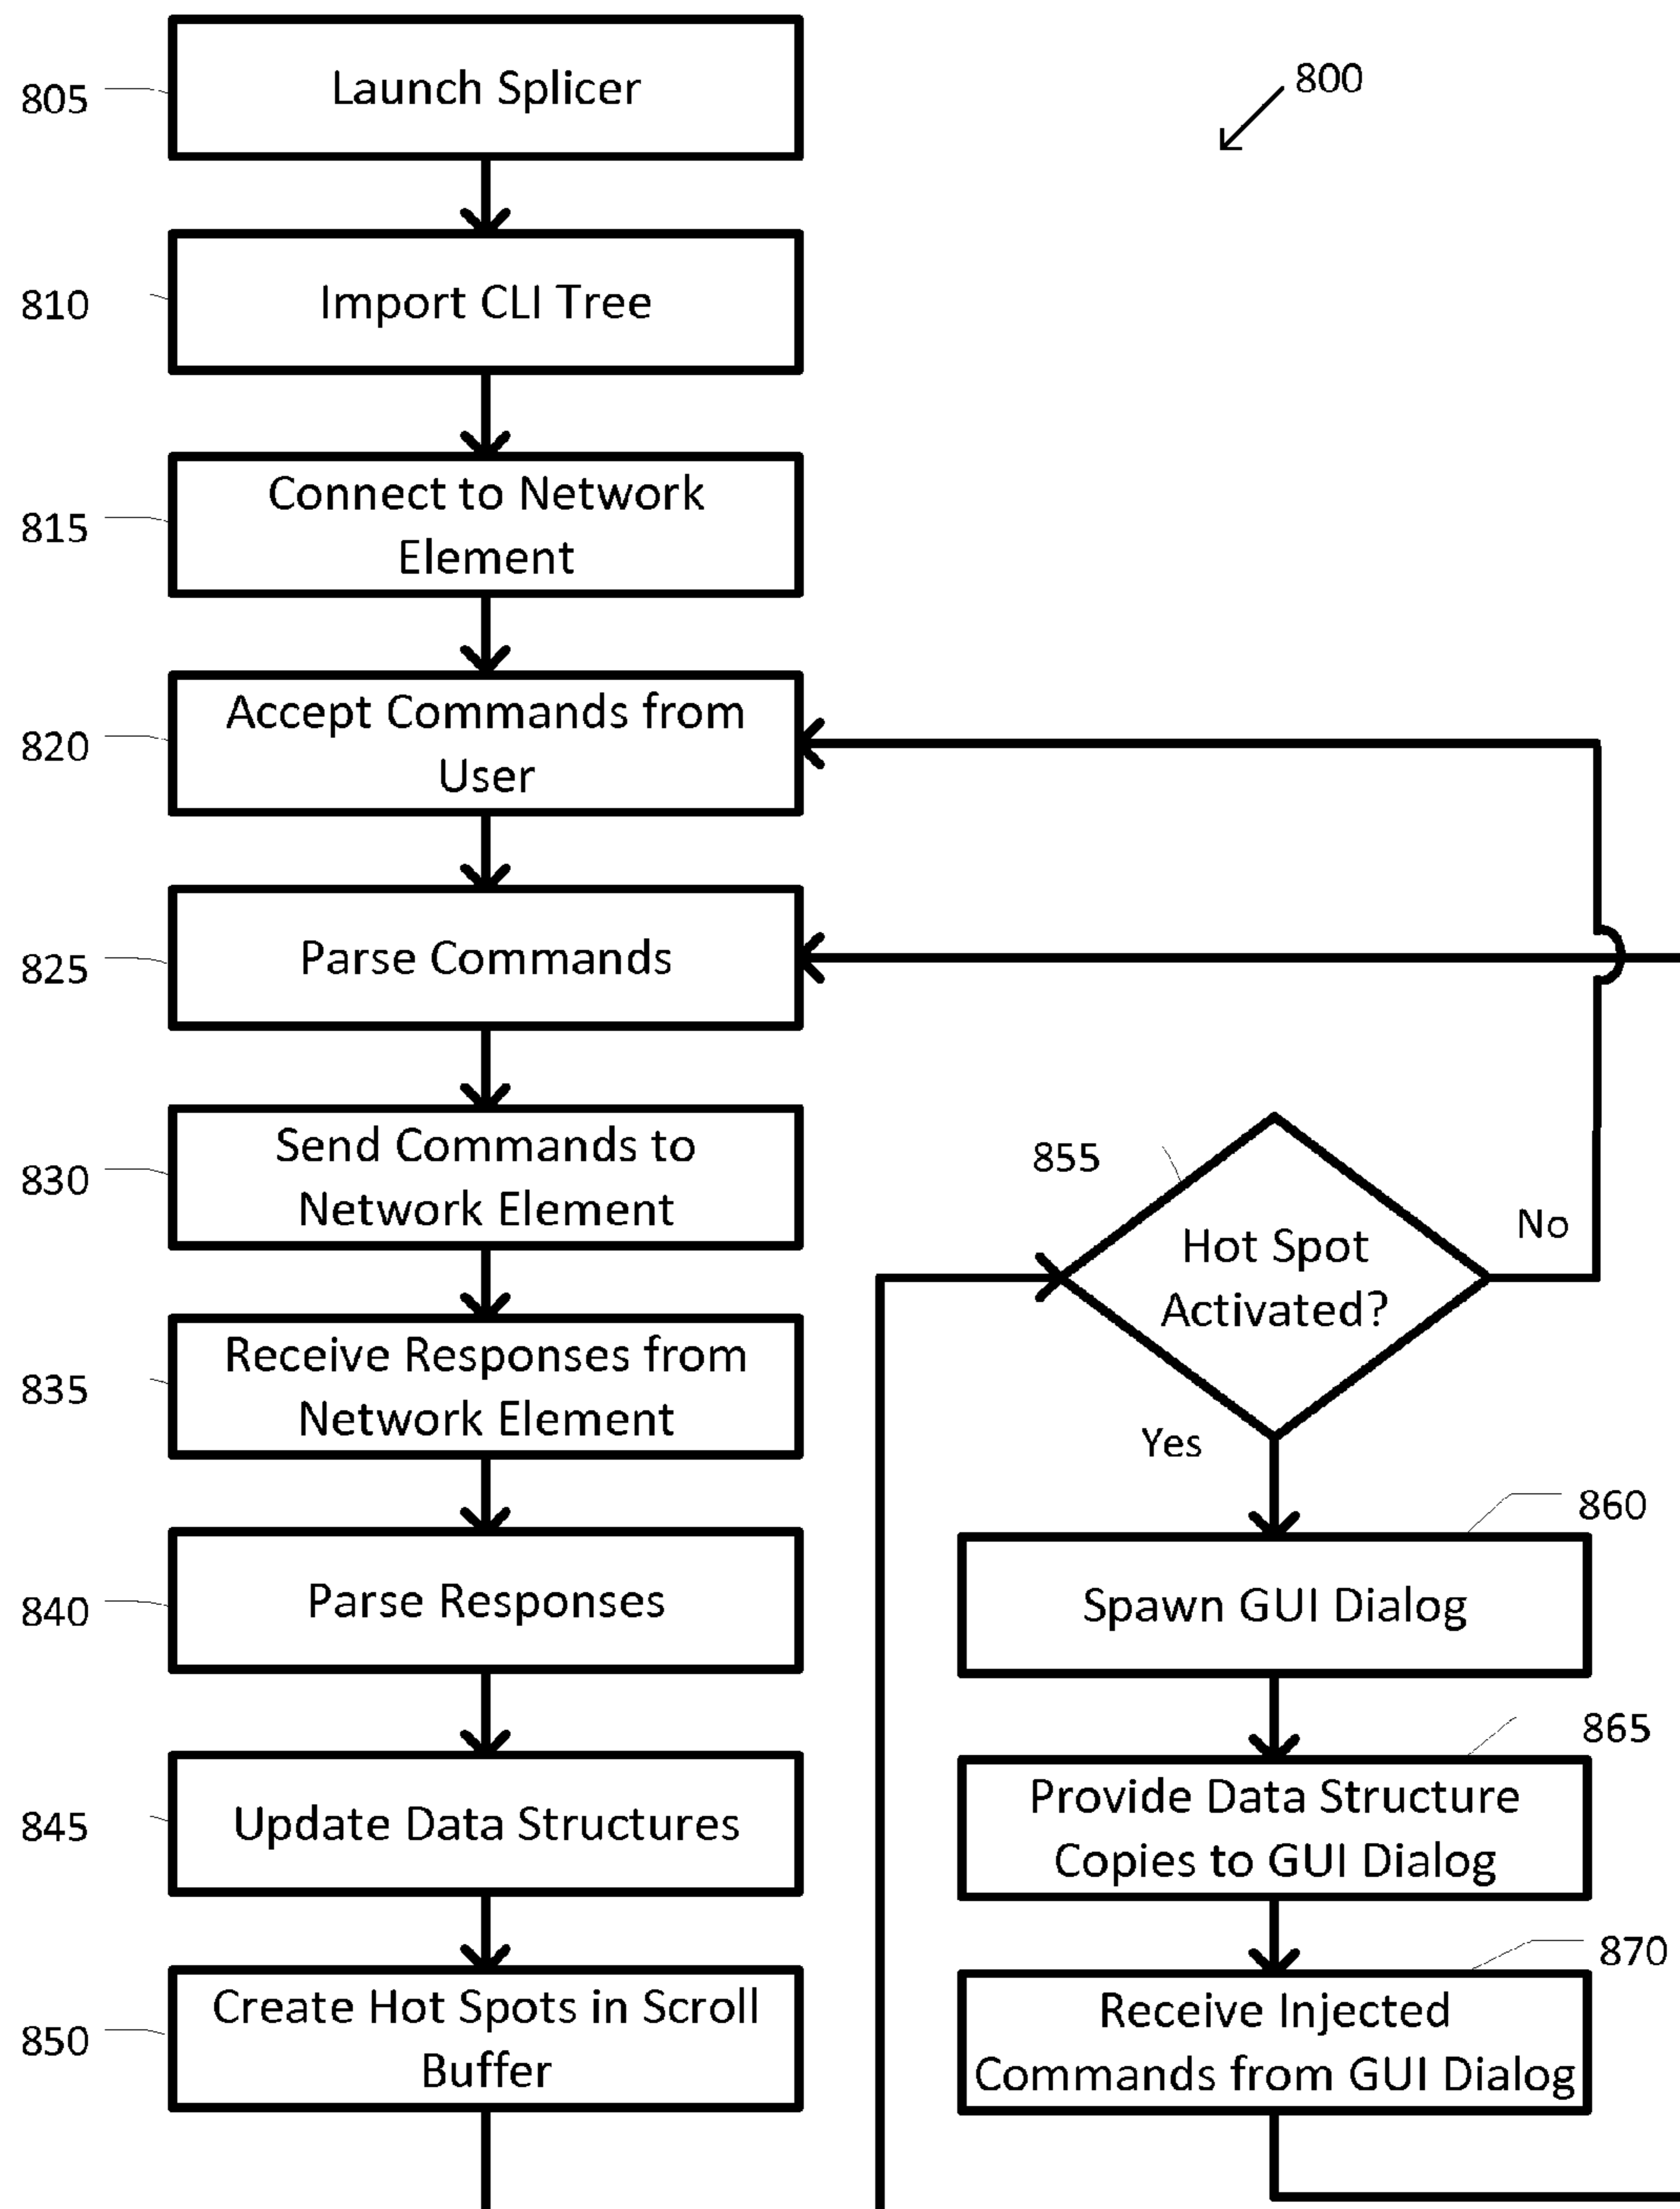 800
805
Launch Splicer
810
Import CLI Tree
815
Connect to Network
Element
820
Accept Commands from
User
825
Parse Commands
830
Send Commands to
Network Element
835
Receive Responses from
Network Element
840
Parse Responses
845
Update Data Structures
850
Create Hot Spots in Scroll
Buffer
855
Hot Spot
Activated?
No
Yes
860
Spawn GUI Dialog
865
Provide Data Structure
Copies to GUI Dialog
870
Receive Injected
Commands from GUI Dialog